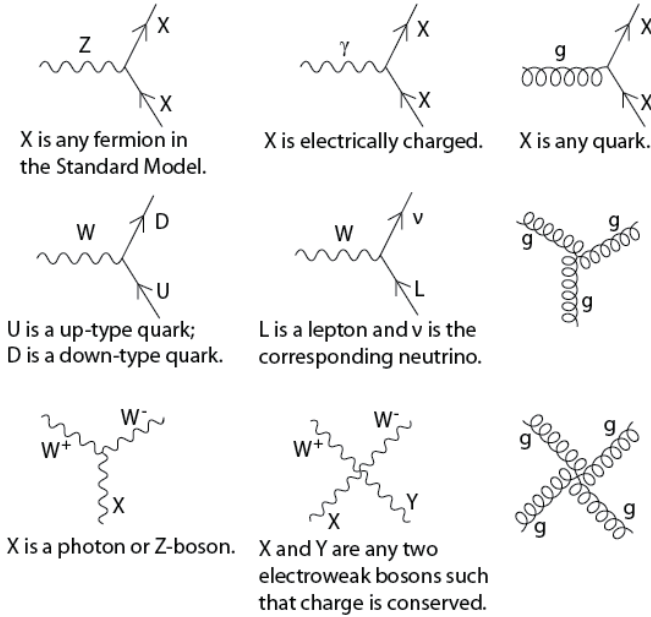 Z
X
X
X is any fermion in
the Standard Model.
γ
X
X
X is electrically charged.
g
X
X
X is any quark.
W
D
U
U is a up-type quark;
D is a down-type quark.
W
ν
L
L is a lepton and ν is the
corresponding neutrino.
g
g
g
W⁺
W⁻
X
X is a photon or Z-boson.
W⁺
W⁻
X
Y
X and Y are any two
electroweak bosons such
that charge is conserved.
g
g
g
g